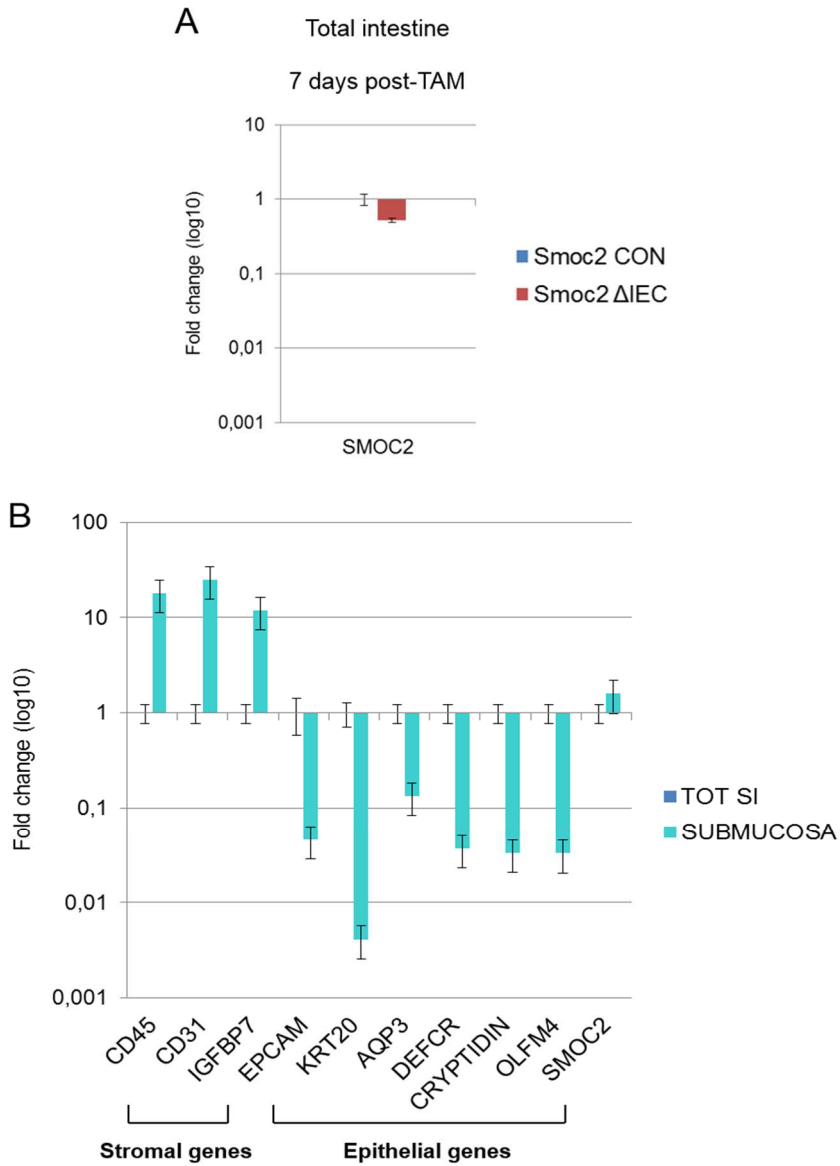 A
Total intestine
7 days post-TAM
Fold change (log10)
10
1
0,1
0,01
0,001
SMOC2
Smoc2 CON
Smoc2 ΔIEC
B
Fold change (log10)
100
10
1
0,1
0,01
0,001
CD45
CD31
IGFBP7
EPCAM
KRT20
AQP3
DEFCR
CRYPTIDIN
OLFM4
SMOC2
TOT SI
SUBMUCOSA
Stromal genes
Epithelial genes